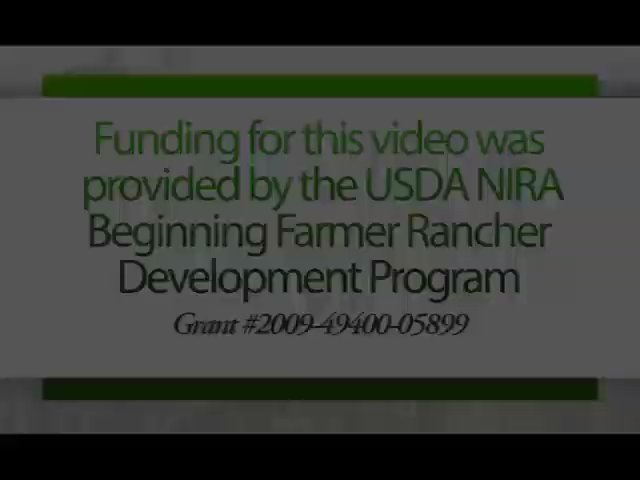 Funding for this video was
provided by the USDA NIRA
Beginning Farmer Rancher
Development Program
Grant #2009-49400-05899